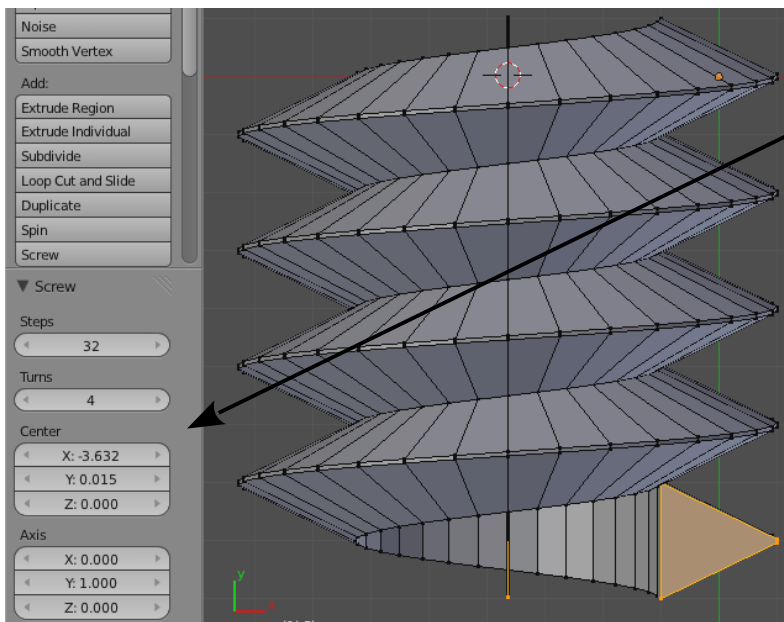 Noise
Smooth Vertex
Add:
Extrude Region
Extrude Individual
Subdivide
Loop Cut and Slide
Duplicate
Spin
Screw
Screw
Steps
32
Turns
4
Center
X: -3.632
Y: 0.015
Z: 0.000
Axis
X: 0.000
Y: 1.000
Z: 0.000
y
x